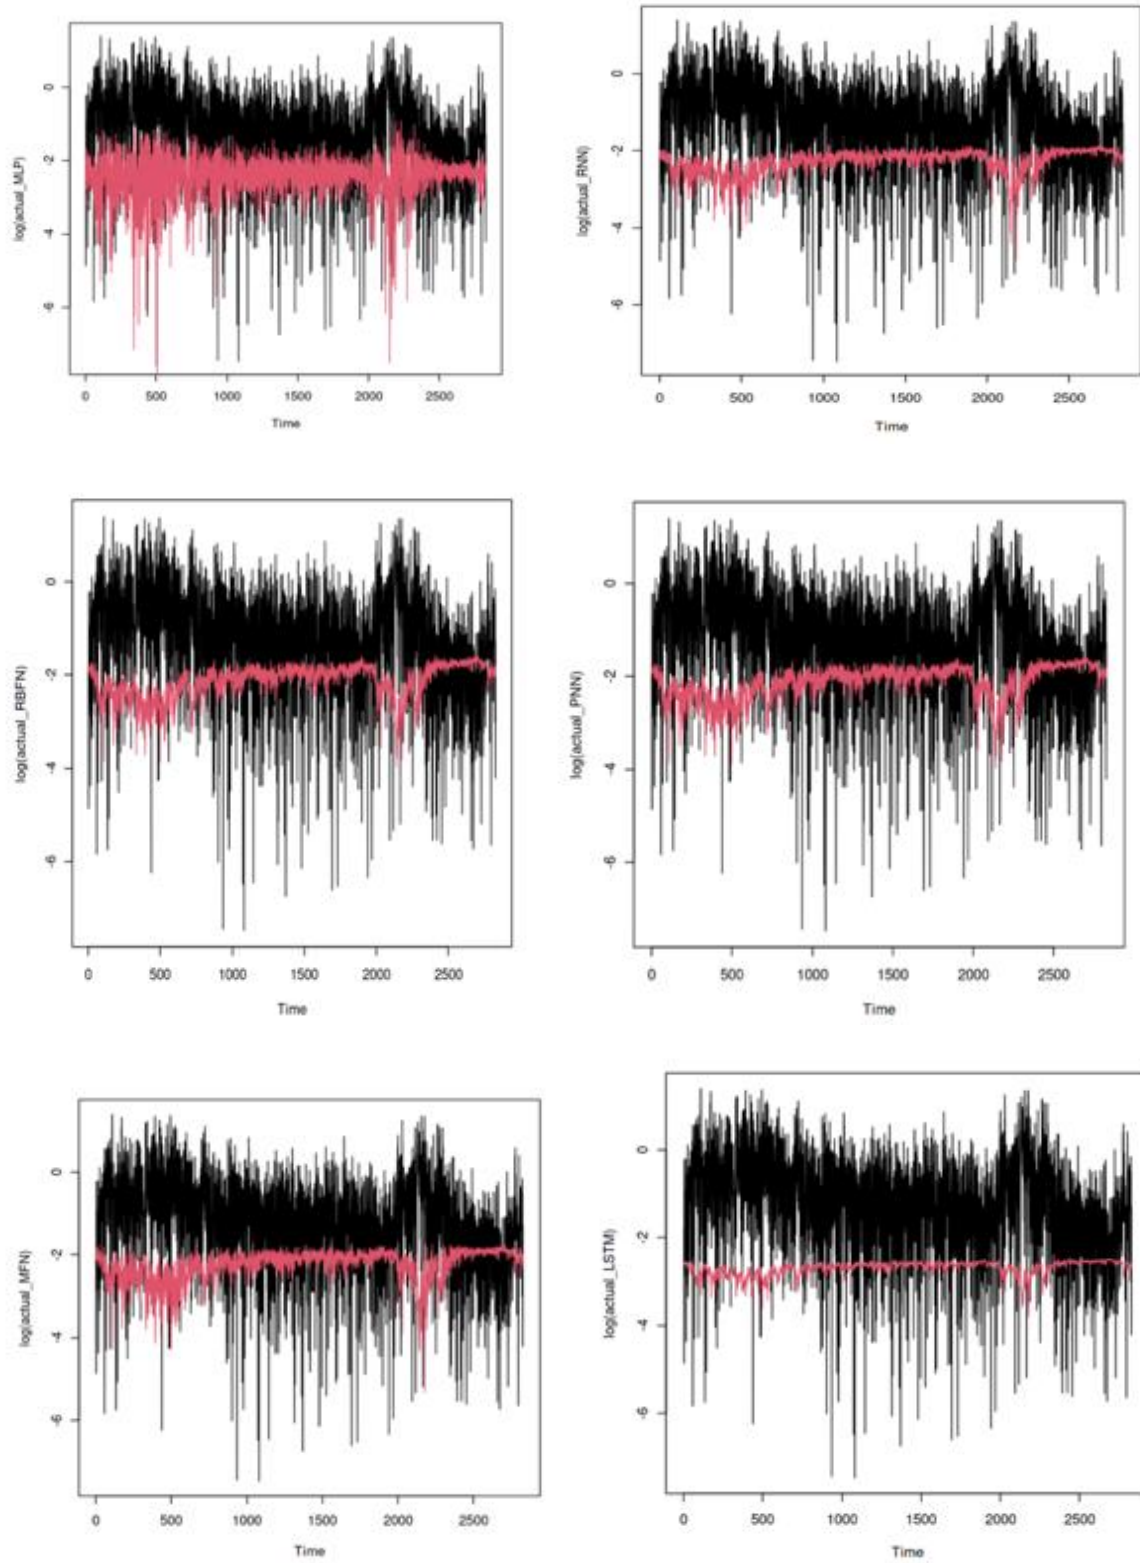 log(actual_MLP)
0
-2
-4
-6
0 500 1000 1500 2000 2500
Time
log(actual_RNN)
0
-2
-4
-6
0 500 1000 1500 2000 2500
Time
log(actual_RBFN)
0
-2
-4
-6
0 500 1000 1500 2000 2500
Time
log(actual_PNN)
0
-2
-4
-6
0 500 1000 1500 2000 2500
Time
log(actual_MFN)
0
-2
-4
-6
0 500 1000 1500 2000 2500
Time
log(actual_LSTM)
0
-2
-4
-6
0 500 1000 1500 2000 2500
Time